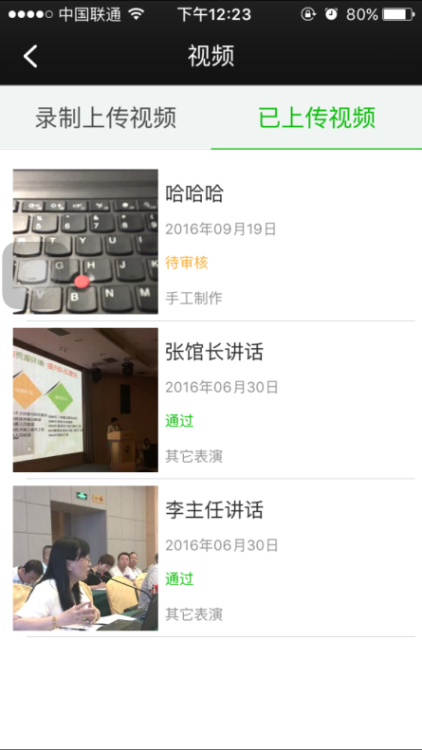 中国联通 下午12:23 80%
视频
录制上传视频 已上传视频
哈哈哈
2016年09月19日
待审核
手工制作
张馆长讲话
2016年06月30日
通过
其它表演
李主任讲话
2016年06月30日
通过
其它表演